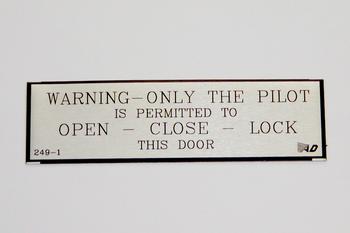 WARNING—ONLY THE PILOT
IS PERMITTED TO
OPEN — CLOSE — LOCK
THIS DOOR
249-1